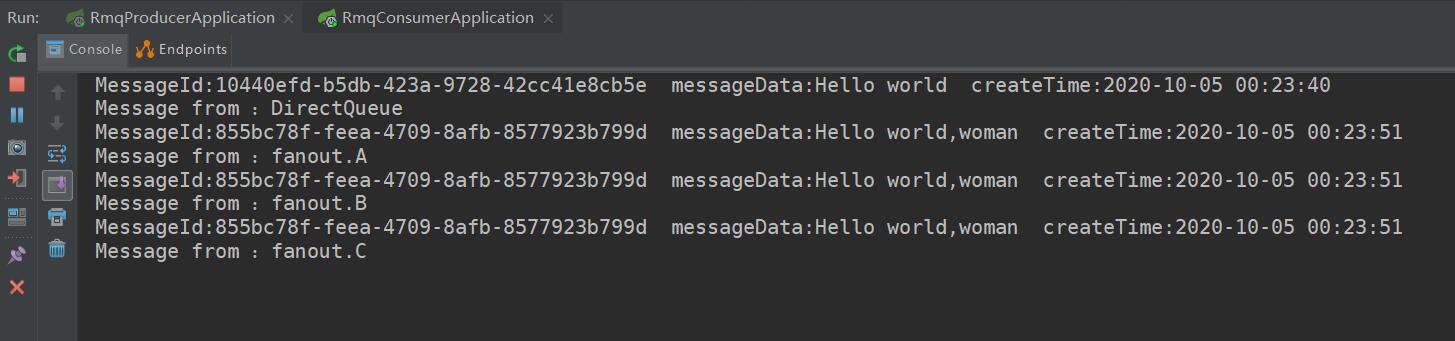 Run: RmqProducerApplication × RmqConsumerApplication ×
Console Endpoints
MessageId:10440efd-b5db-423a-9728-42cc41e8cb5e  messageData:Hello world  createTime:2020-10-05 00:23:40
Message from：DirectQueue
MessageId:855bc78f-feea-4709-8afb-8577923b799d  messageData:Hello world,woman  createTime:2020-10-05 00:23:51
Message from：fanout.A
MessageId:855bc78f-feea-4709-8afb-8577923b799d  messageData:Hello world,woman  createTime:2020-10-05 00:23:51
Message from：fanout.B
MessageId:855bc78f-feea-4709-8afb-8577923b799d  messageData:Hello world,woman  createTime:2020-10-05 00:23:51
Message from：fanout.C